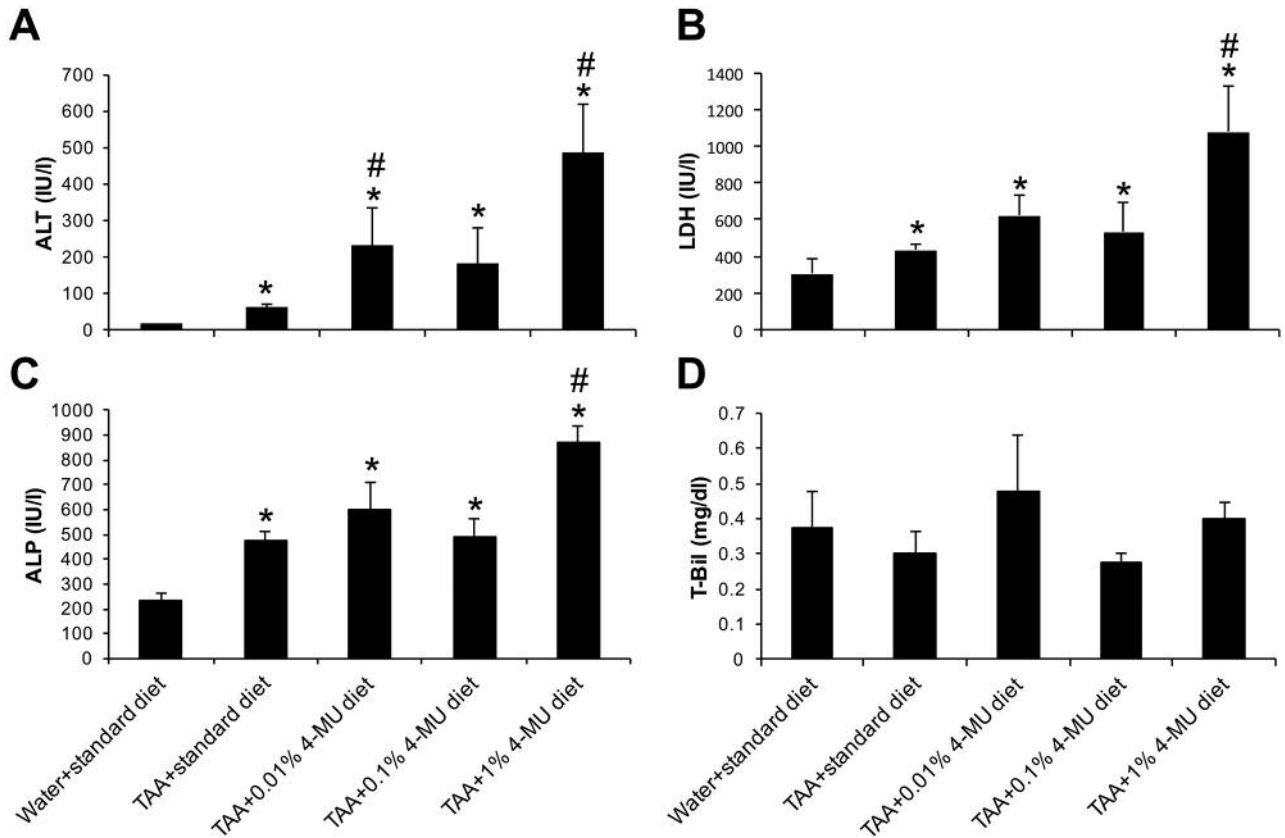 A
ALT (IU/l)
700
600
500
400
300
200
100
0
*
#
*
*
#
*
B
LDH (IU/l)
1400
1200
1000
800
600
400
200
0
*
*
*
#
*
C
ALP (IU/l)
1000
900
800
700
600
500
400
300
200
100
0
*
*
*
#
*
Water+standard diet
TAA+standard diet
TAA+0.01% 4-MU diet
TAA+0.1% 4-MU diet
TAA+1% 4-MU diet
D
T-Bil (mg/dl)
0.7
0.6
0.5
0.4
0.3
0.2
0.1
0
Water+standard diet
TAA+standard diet
TAA+0.01% 4-MU diet
TAA+0.1% 4-MU diet
TAA+1% 4-MU diet